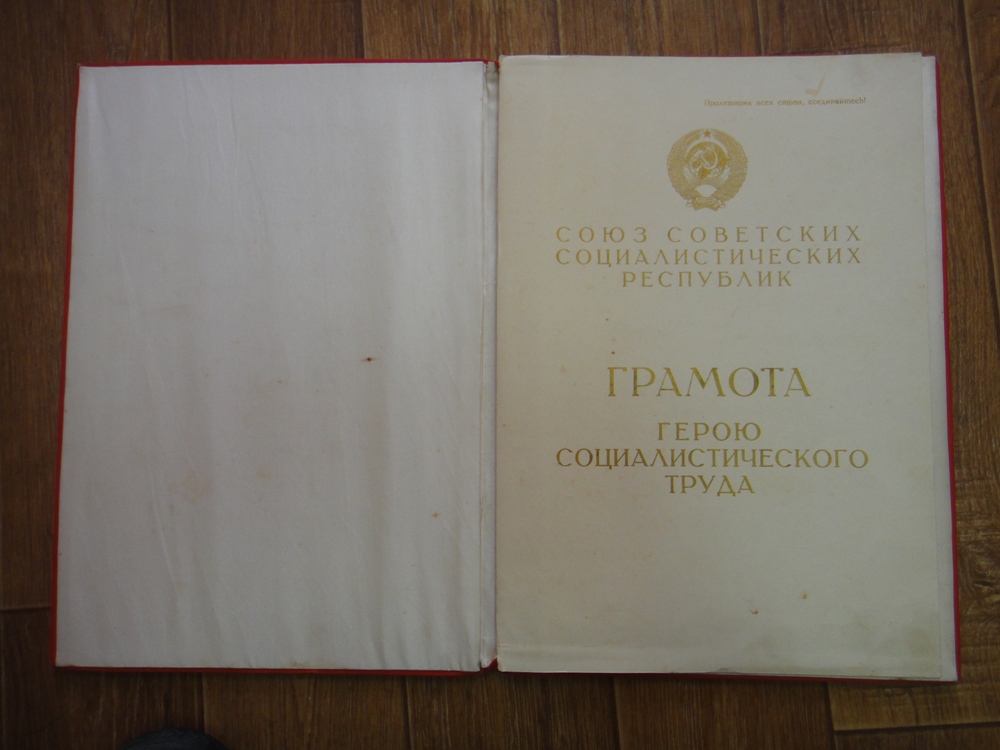 Пролетарии всех стран, соединяйтесь!
СОЮЗ СОВЕТСКИХ
СОЦИАЛИСТИЧЕСКИХ
РЕСПУБЛИК
ГРАМОТА
ГЕРОЮ
СОЦИАЛИСТИЧЕСКОГО
ТРУДА